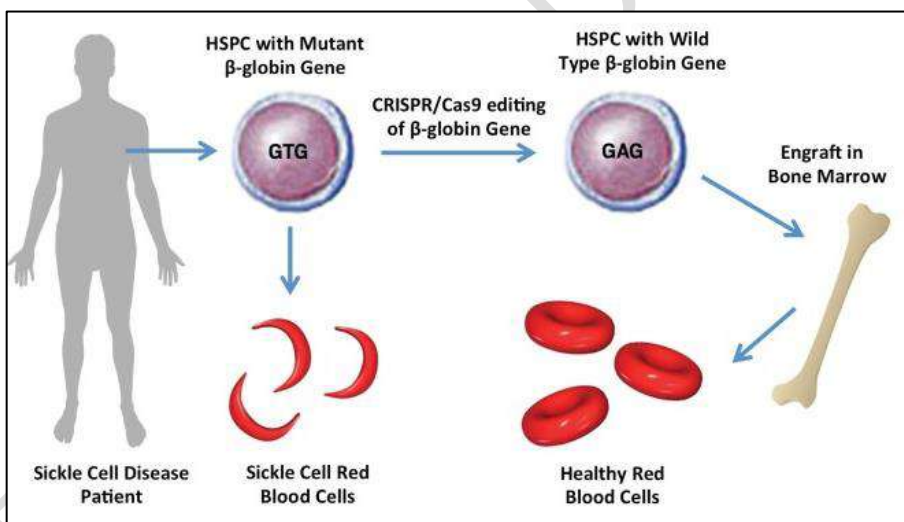 HSPC with Mutant
β-globin Gene
HSPC with Wild
Type β-globin Gene
CRISPR/Cas9 editing
of β-globin Gene
GTG
GAG
Engraft in
Bone Marrow
Sickle Cell Disease
Patient
Sickle Cell Red
Blood Cells
Healthy Red
Blood Cells